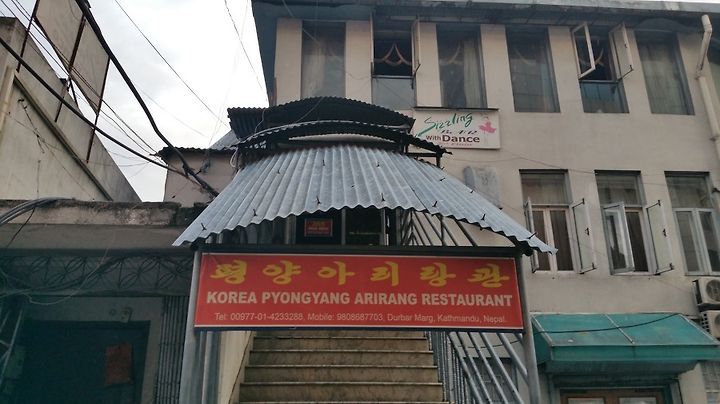 Sizzling
With Dance
평양아리랑관
KOREA PYONGYANG ARIRANG RESTAURANT
Tel: 00977-01-4233288, Mobile: 9808687703, Durbar Marg, Kathmandu, Nepal.